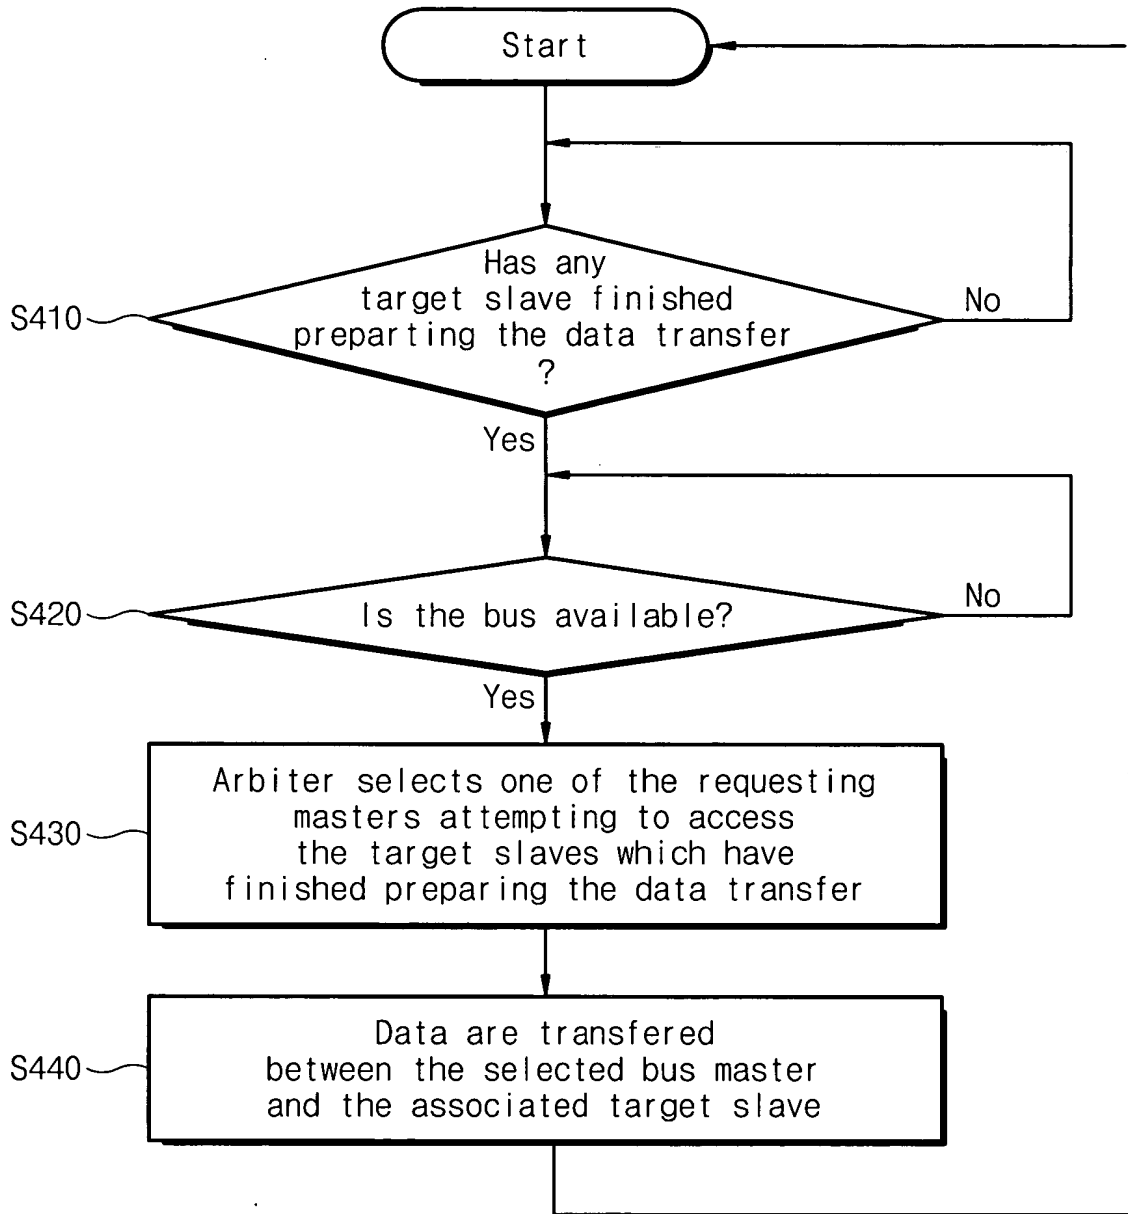 Start
Has any
target slave finished
preparting the data transfer
?
S410
No
Yes
S420
Is the bus available?
No
Yes
S430
Arbiter selects one of the requesting
masters attempting to access
the target slaves which have
finished preparing the data transfer
S440
Data are transfered
between the selected bus master
and the associated target slave